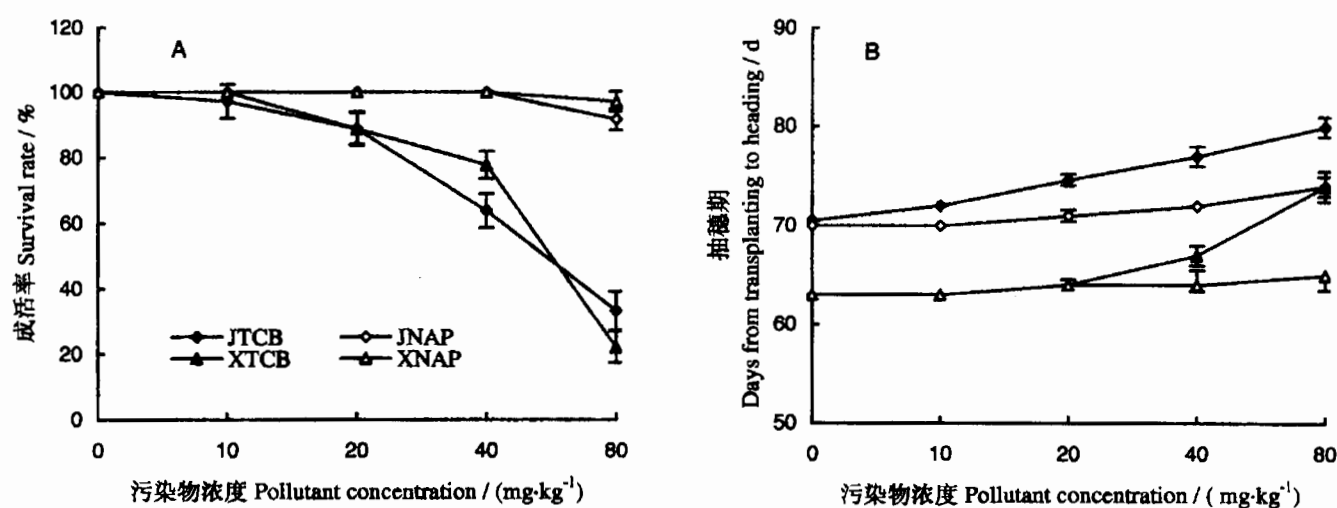 A
120
100
80
60
40
20
0
成活率 Survival rate / %
JTCB
JNAP
XTCB
XNAP
0 10 20 40 80
污染物浓度 Pollutant concentration / (mg·kg⁻¹)
B
90
80
70
60
50
抽穗期
Days from transplanting to heading / d
0 10 20 40 80
污染物浓度 Pollutant concentration / ( mg·kg⁻¹)